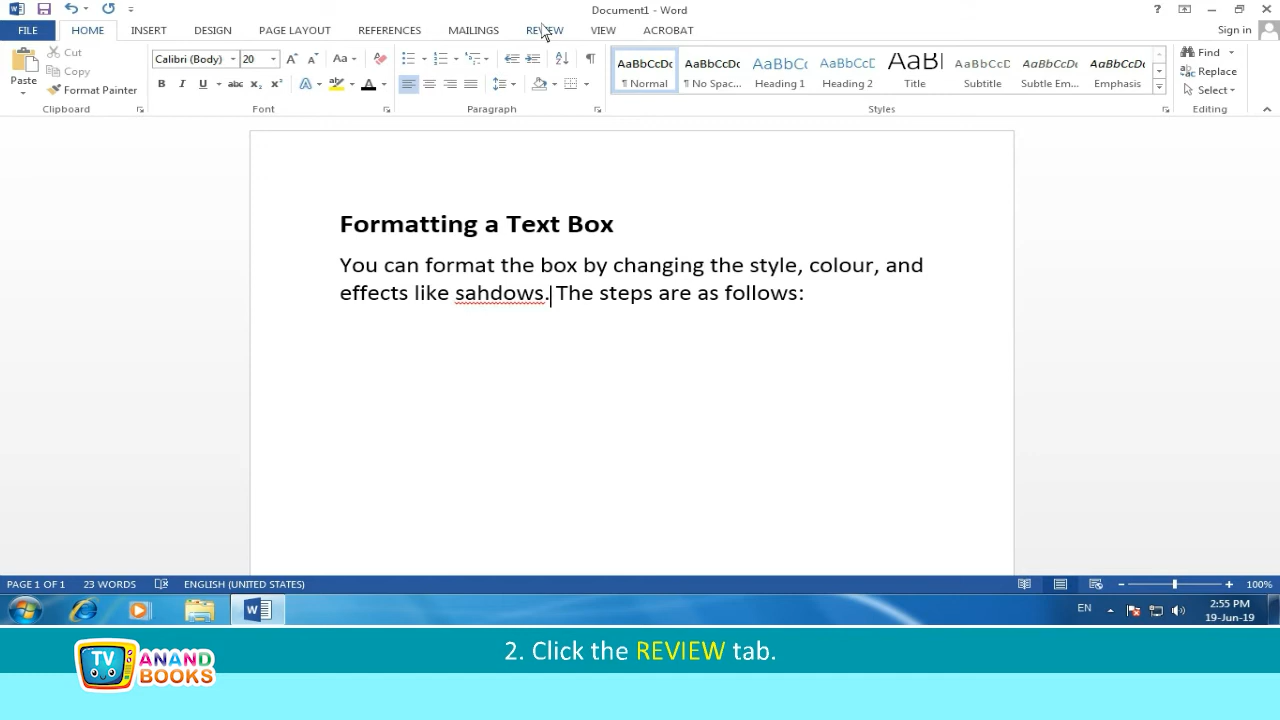 Document1 - Word
FILE HOME INSERT DESIGN PAGE LAYOUT REFERENCES MAILINGS REVIEW VIEW ACROBAT Sign in
Paste
Cut
Copy
Format Painter
Clipboard
Calibri (Body) 20
Font
Paragraph
AaBbCcDc AaBbCcDc AaBbCc AaBbCcD AaBl AaBbCcD AaBbCcDc AaBbCcDc
¶ Normal ¶ No Spac... Heading 1 Heading 2 Title Subtitle Subtle Em... Emphasis
Styles
Find
Replace
Select
Editing
Formatting a Text Box
You can format the box by changing the style, colour, and
effects like sahdows. The steps are as follows:
PAGE 1 OF 1 23 WORDS ENGLISH (UNITED STATES) 100%
EN 2:55 PM
19-Jun-19
TV ANAND BOOKS
2. Click the REVIEW tab.